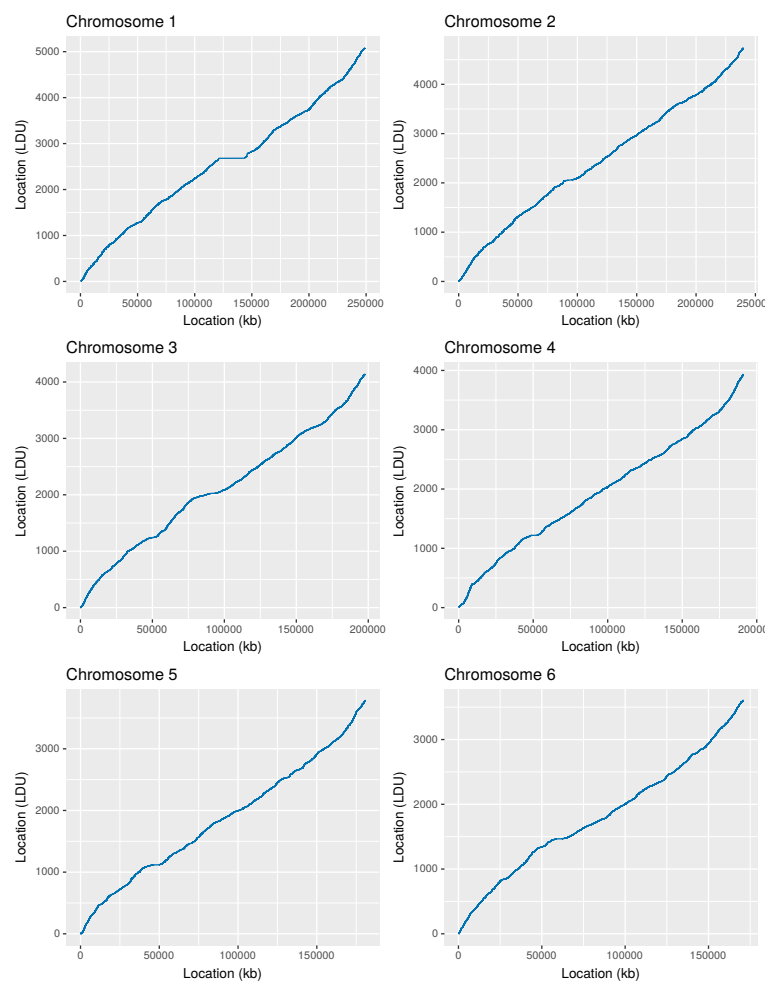 Chromosome 1
5000
4000
3000
2000
1000
0
0 50000 100000 150000 200000 250000
Location (kb)
Location (LDU)
Chromosome 2
4000
3000
2000
1000
0
0 50000 100000 150000 200000 25000
Location (kb)
Location (LDU)
Chromosome 3
4000
3000
2000
1000
0
0 50000 100000 150000 200000
Location (kb)
Location (LDU)
Chromosome 4
4000
3000
2000
1000
0
0 50000 100000 150000 20000
Location (kb)
Location (LDU)
Chromosome 5
3000
2000
1000
0
0 50000 100000 150000
Location (kb)
Location (LDU)
Chromosome 6
3000
2000
1000
0
0 50000 100000 150000
Location (kb)
Location (LDU)